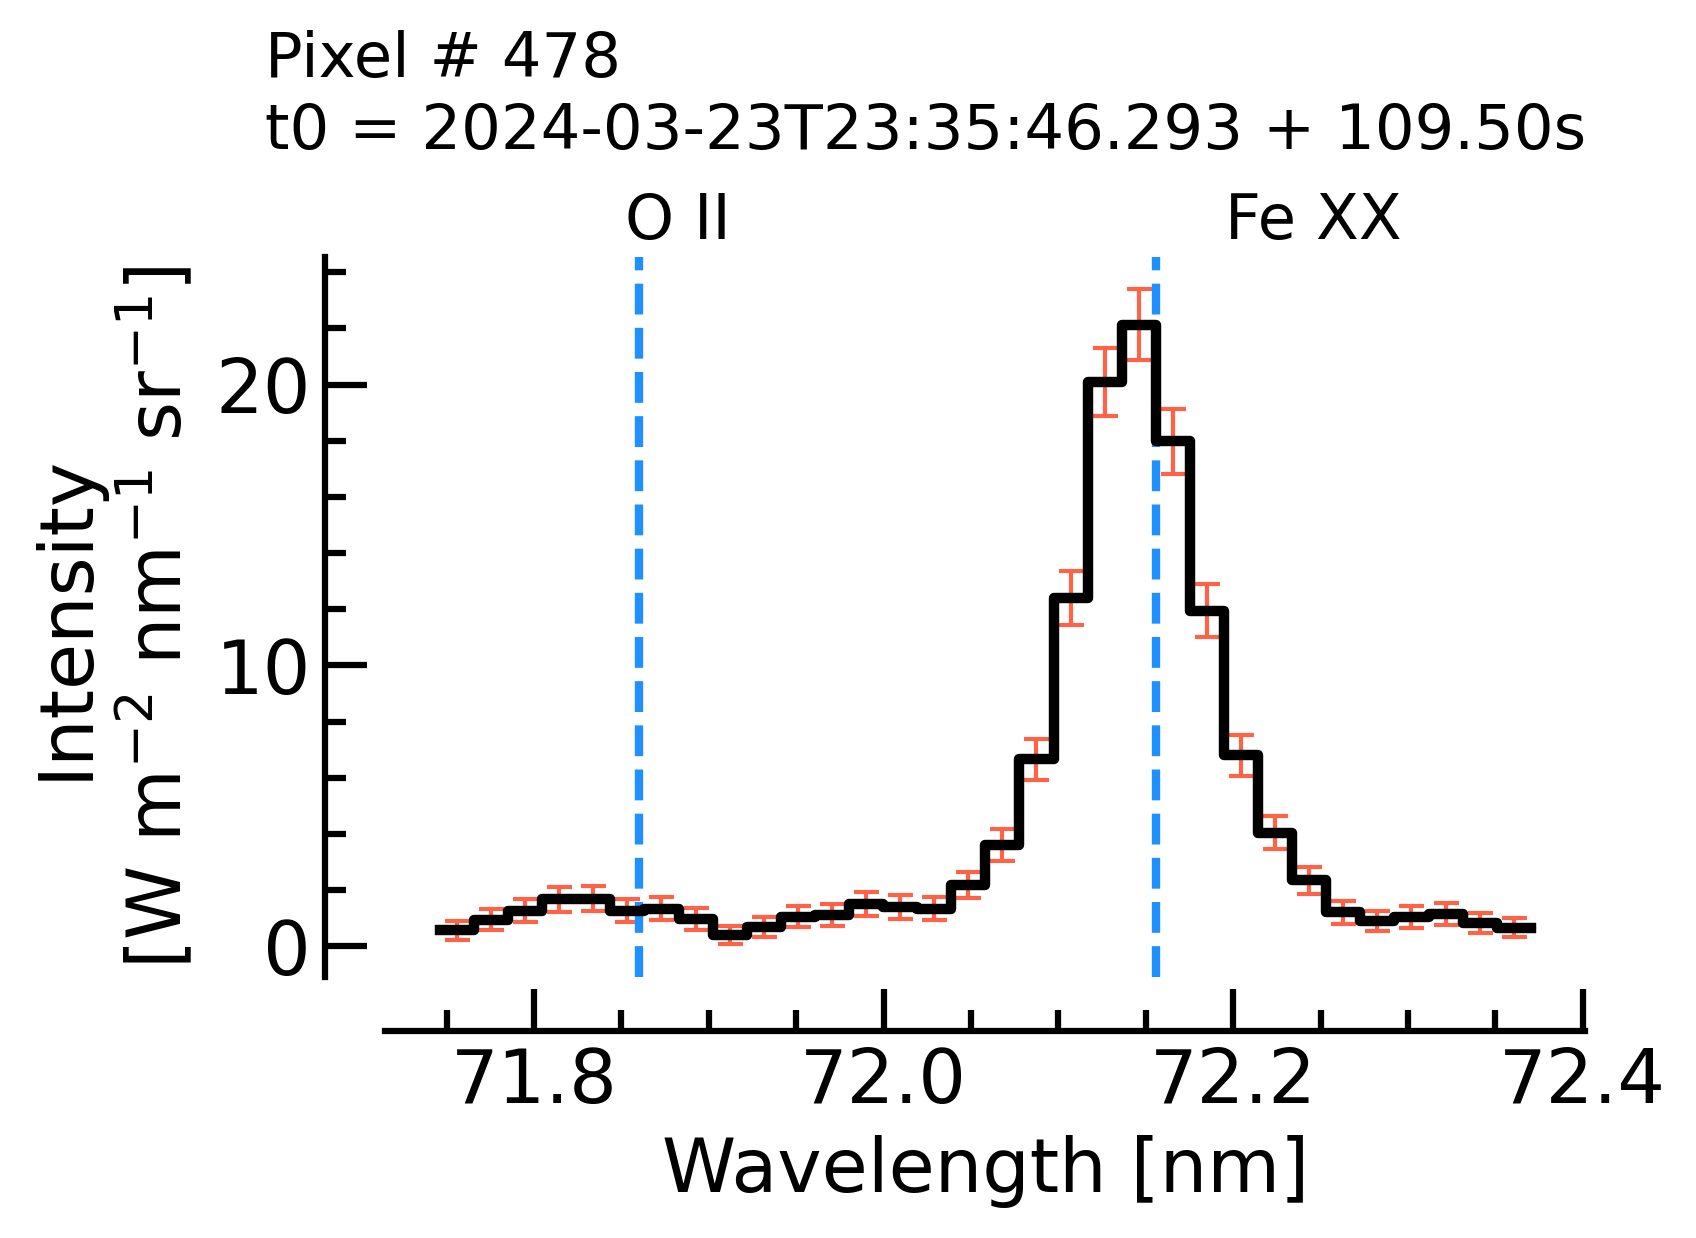 Pixel # 478
t0 = 2024-03-23T23:35:46.293 + 109.50s
O II Fe XX
Intensity
[W m⁻² nm⁻¹ sr⁻¹]
20
10
0
71.8 72.0 72.2 72.4
Wavelength [nm]